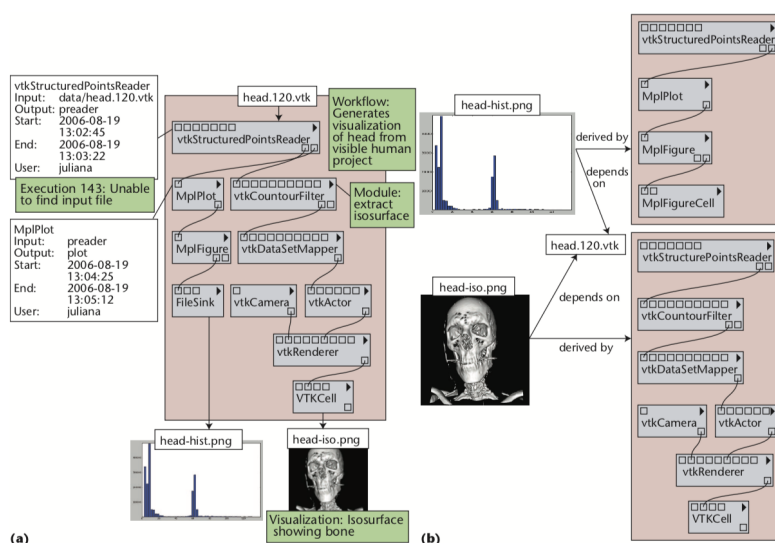 vtkStructuredPointsReader
Input: data/head.120.vtk
Output: preader
Start: 2006-08-19
13:02:45
End: 2006-08-19
13:03:22
User: juliana
Execution 143: Unable
to find input file
MplPlot
Input: preader
Output: plot
Start: 2006-08-19
13:04:25
End: 2006-08-19
13:05:12
User: juliana
head.120.vtk
Workflow:
Generates
visualization
of head from
visible human
project
vtkStructuredPointsReader
MplPlot
vtkCountourFilter
Module:
extract
isosurface
MplFigure
vtkDataSetMapper
FileSink
vtkCamera
vtkActor
vtkRenderer
VTKCell
head-hist.png
head-iso.png
Visualization: Isosurface
showing bone
(a)
head-hist.png
derived by
depends
on
head.120.vtk
head-iso.png
depends on
derived by
vtkStructuredPointsReader
MplPlot
MplFigure
MplFigureCell
vtkStructurePointsReader
vtkCountourFilter
vtkDataSetMapper
vtkCamera
vtkActor
vtkRenderer
VTKCell
(b)